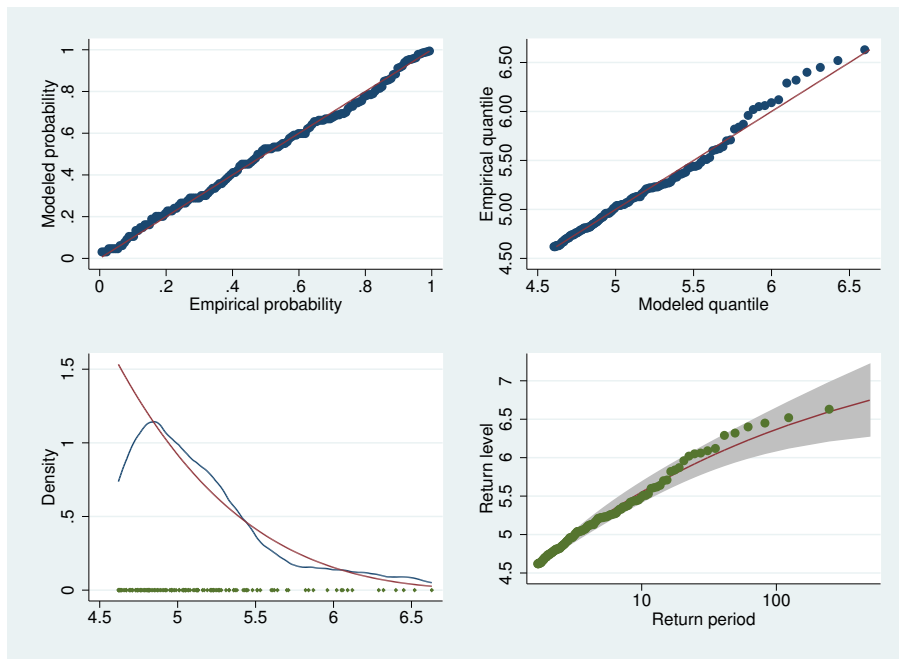 Modeled probability
1
.8
.6
.4
.2
0
0 .2 .4 .6 .8 1
Empirical probability
Empirical quantile
6.50
6.00
5.50
5.00
4.50
4.5 5 5.5 6 6.5
Modeled quantile
Density
1.5
1
.5
0
4.5 5 5.5 6 6.5
Return level
7
6.5
6
5.5
5
4.5
10 100
Return period